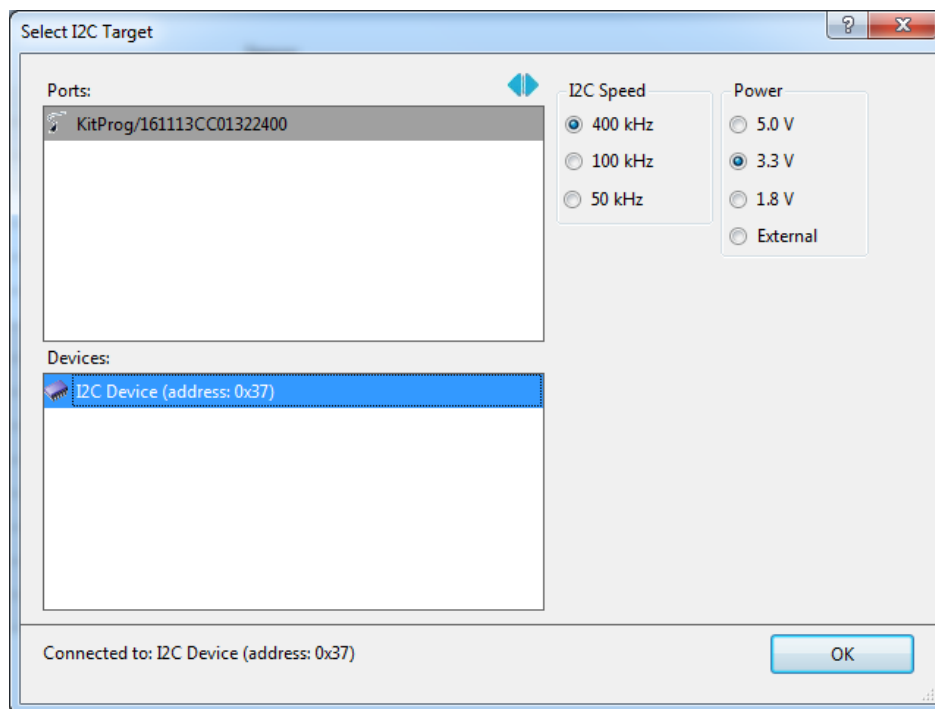 Select I2C Target
Ports:
KitProg/161113CC01322400
I2C Speed
400 kHz
100 kHz
50 kHz
Power
5.0 V
3.3 V
1.8 V
External
Devices:
I2C Device (address: 0x37)
Connected to: I2C Device (address: 0x37)
OK